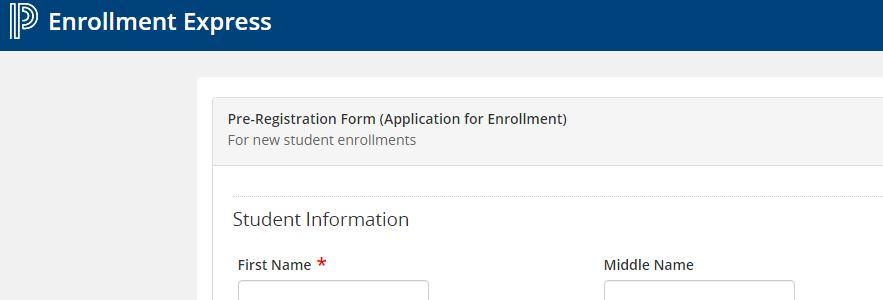 Enrollment Express
Pre-Registration Form (Application for Enrollment)
For new student enrollments
Student Information
First Name * Middle Name